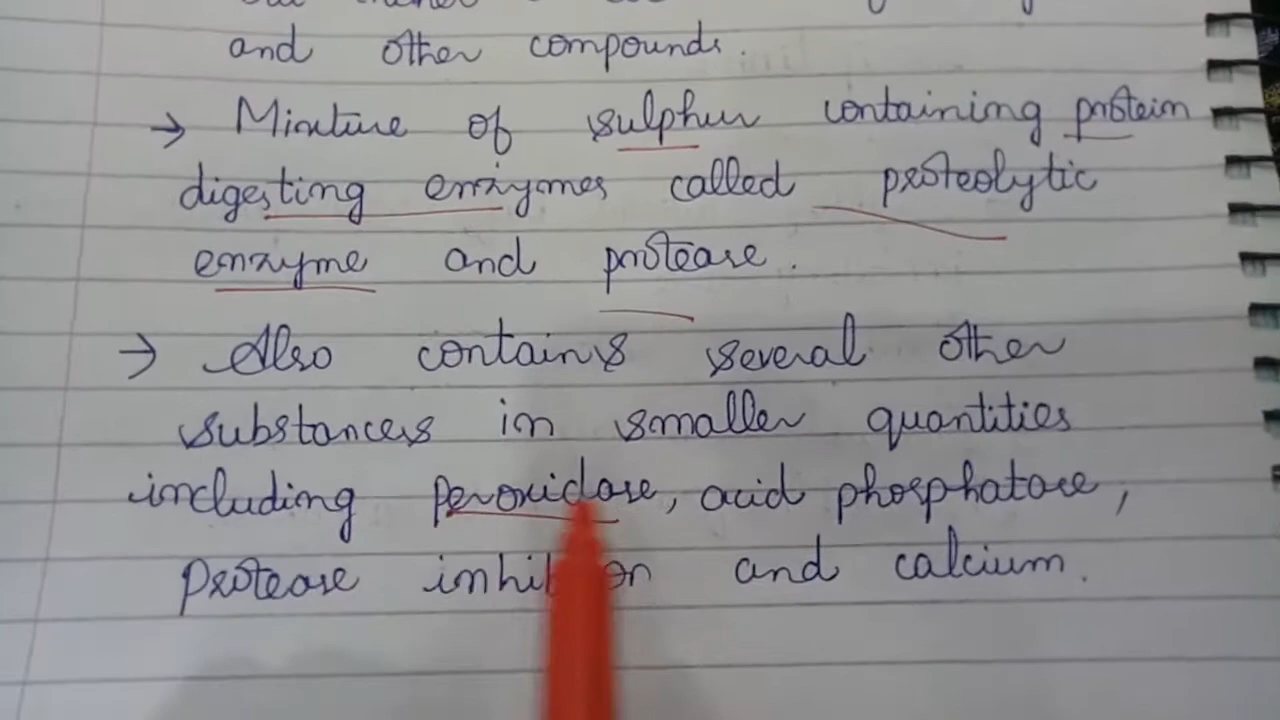 and other compounds.
→ Mixture of sulphur containing protein
digesting enzymes called proteolytic
enzyme and protease.
→ Also contains several other
substances in smaller quantities
including peroxidase, acid phosphatase,
protease and calcium.